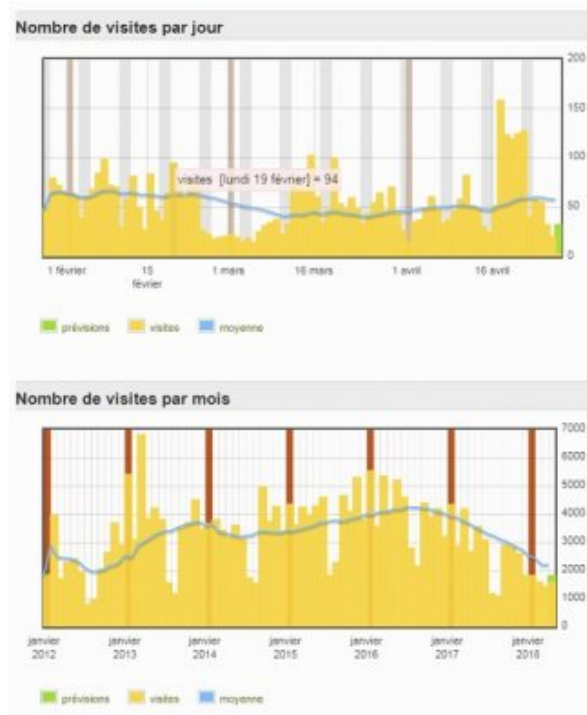 Nombre de visites par jour
200
150
visites [lundi 19 février] = 94
100
50
0
1 février 15 février 1 mars 16 mars 1 avril 16 avril
prévisions visites moyenne
Nombre de visites par mois
7000
6000
5000
4000
3000
2000
1000
0
janvier 2012 janvier 2013 janvier 2014 janvier 2015 janvier 2016 janvier 2017 janvier 2018
prévisions visites moyenne